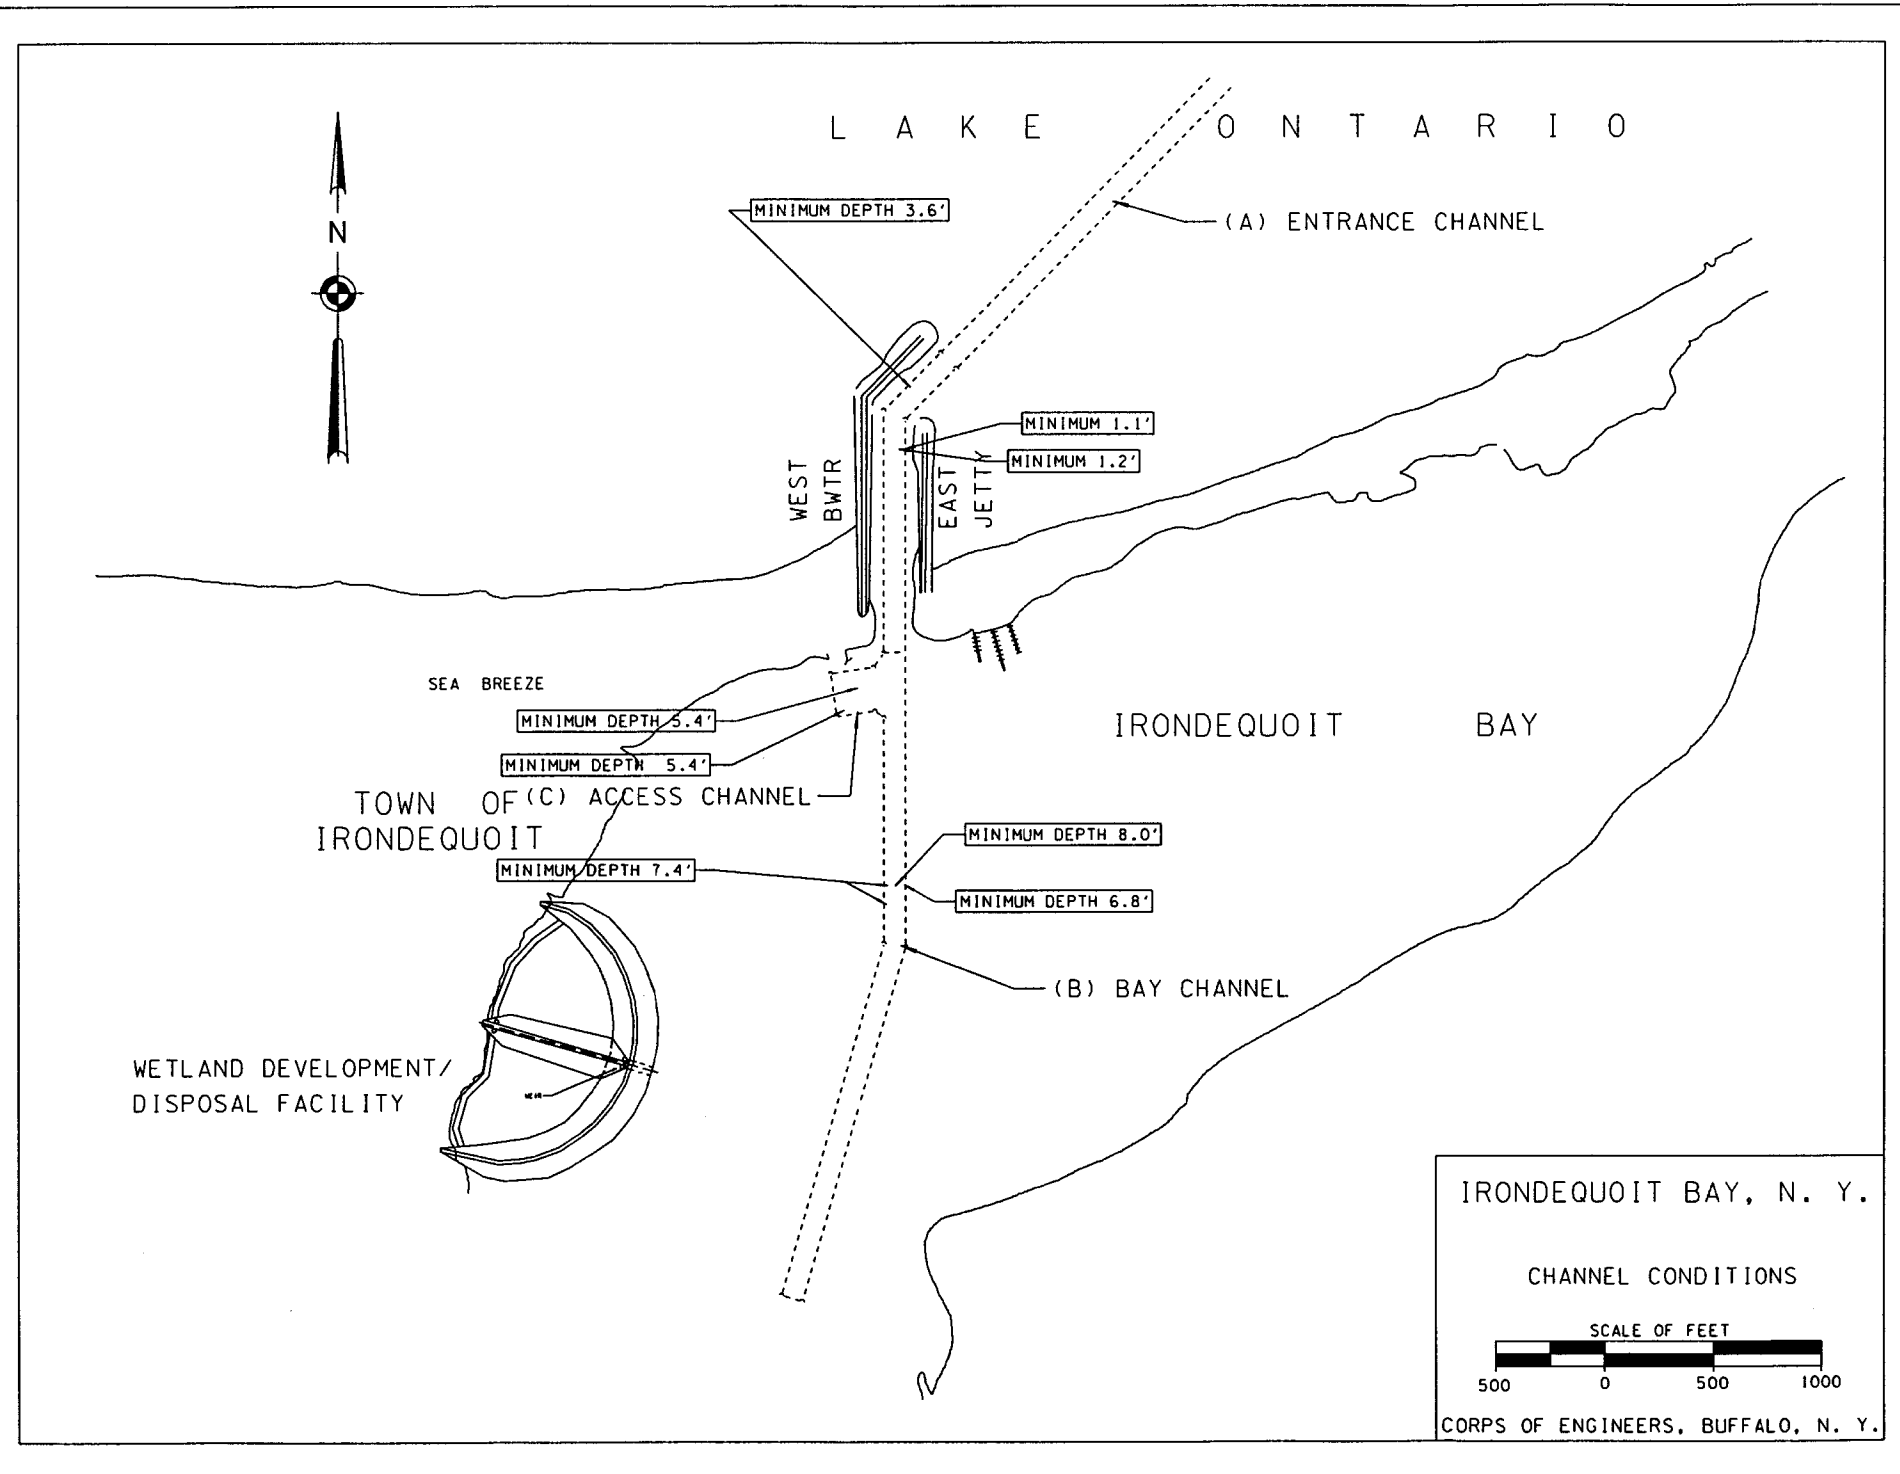 LAKE ONTARIO
MINIMUM DEPTH 3.6'
(A) ENTRANCE CHANNEL
N
MINIMUM 1.1'
MINIMUM 1.2'
WEST
BWTR
EAST
JETTY
SEA BREEZE
MINIMUM DEPTH 5.4'
MINIMUM DEPTH 5.4'
IRONDEQUOIT BAY
(C) ACCESS CHANNEL
TOWN OF
IRONDEQUOIT
MINIMUM DEPTH 8.0'
MINIMUM DEPTH 7.4'
MINIMUM DEPTH 6.8'
(B) BAY CHANNEL
WETLAND DEVELOPMENT/
DISPOSAL FACILITY
IRONDEQUOIT BAY, N. Y.
CHANNEL CONDITIONS
SCALE OF FEET
500 0 500 1000
CORPS OF ENGINEERS, BUFFALO, N. Y.